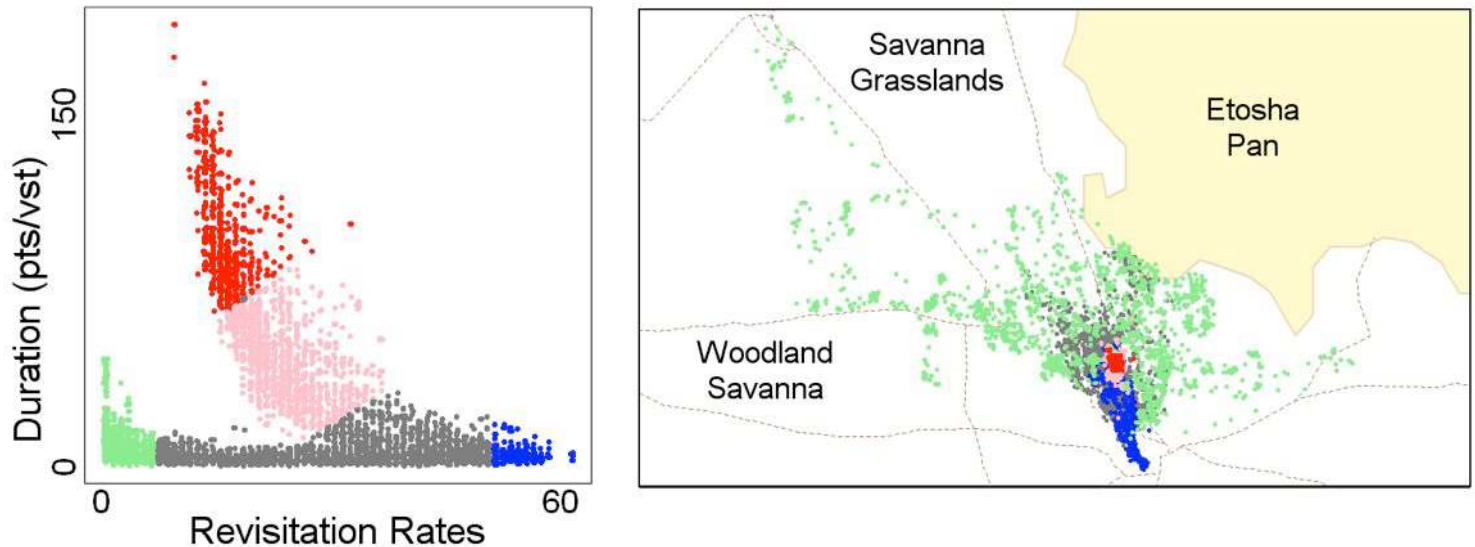 Duration (pts/vst)
150
0
0
60
Revisitation Rates
Savanna
Grasslands
Etosha
Pan
Woodland
Savanna